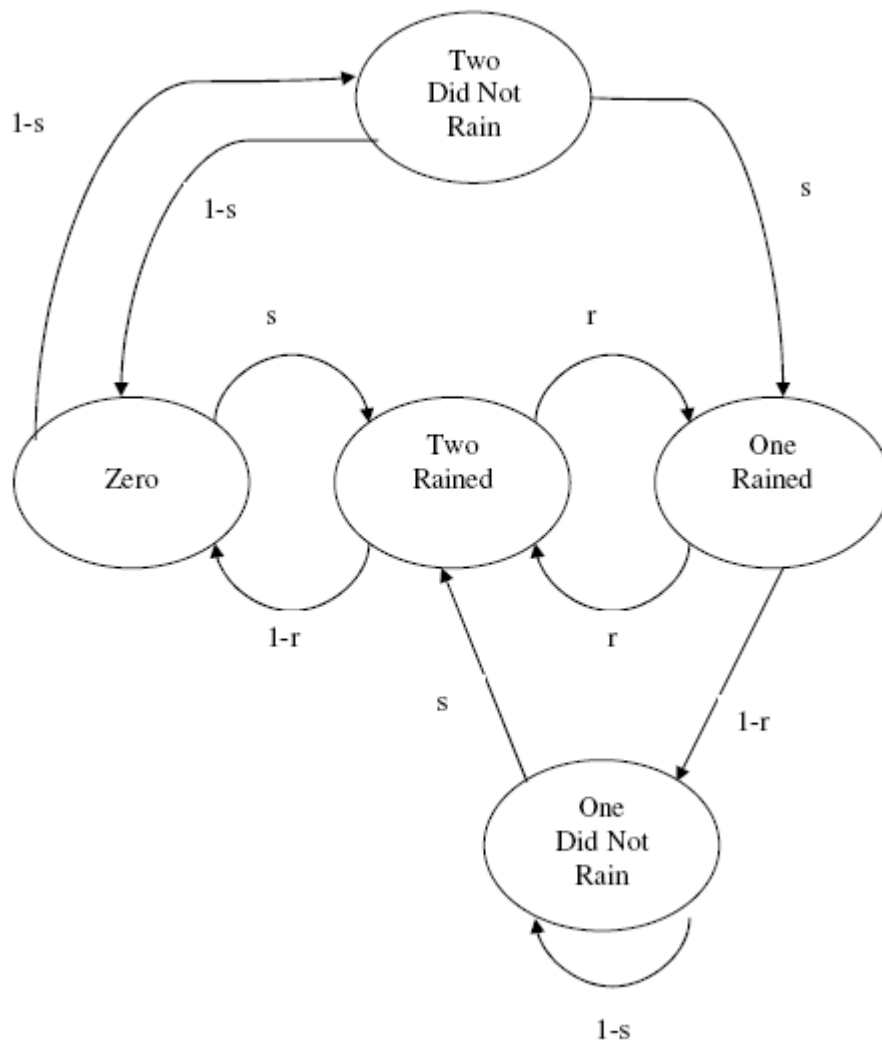 Two
Did Not
Rain
1-s
s
1-s
s
r
Zero
Two
Rained
One
Rained
1-r
r
s
1-r
One
Did Not
Rain
1-s